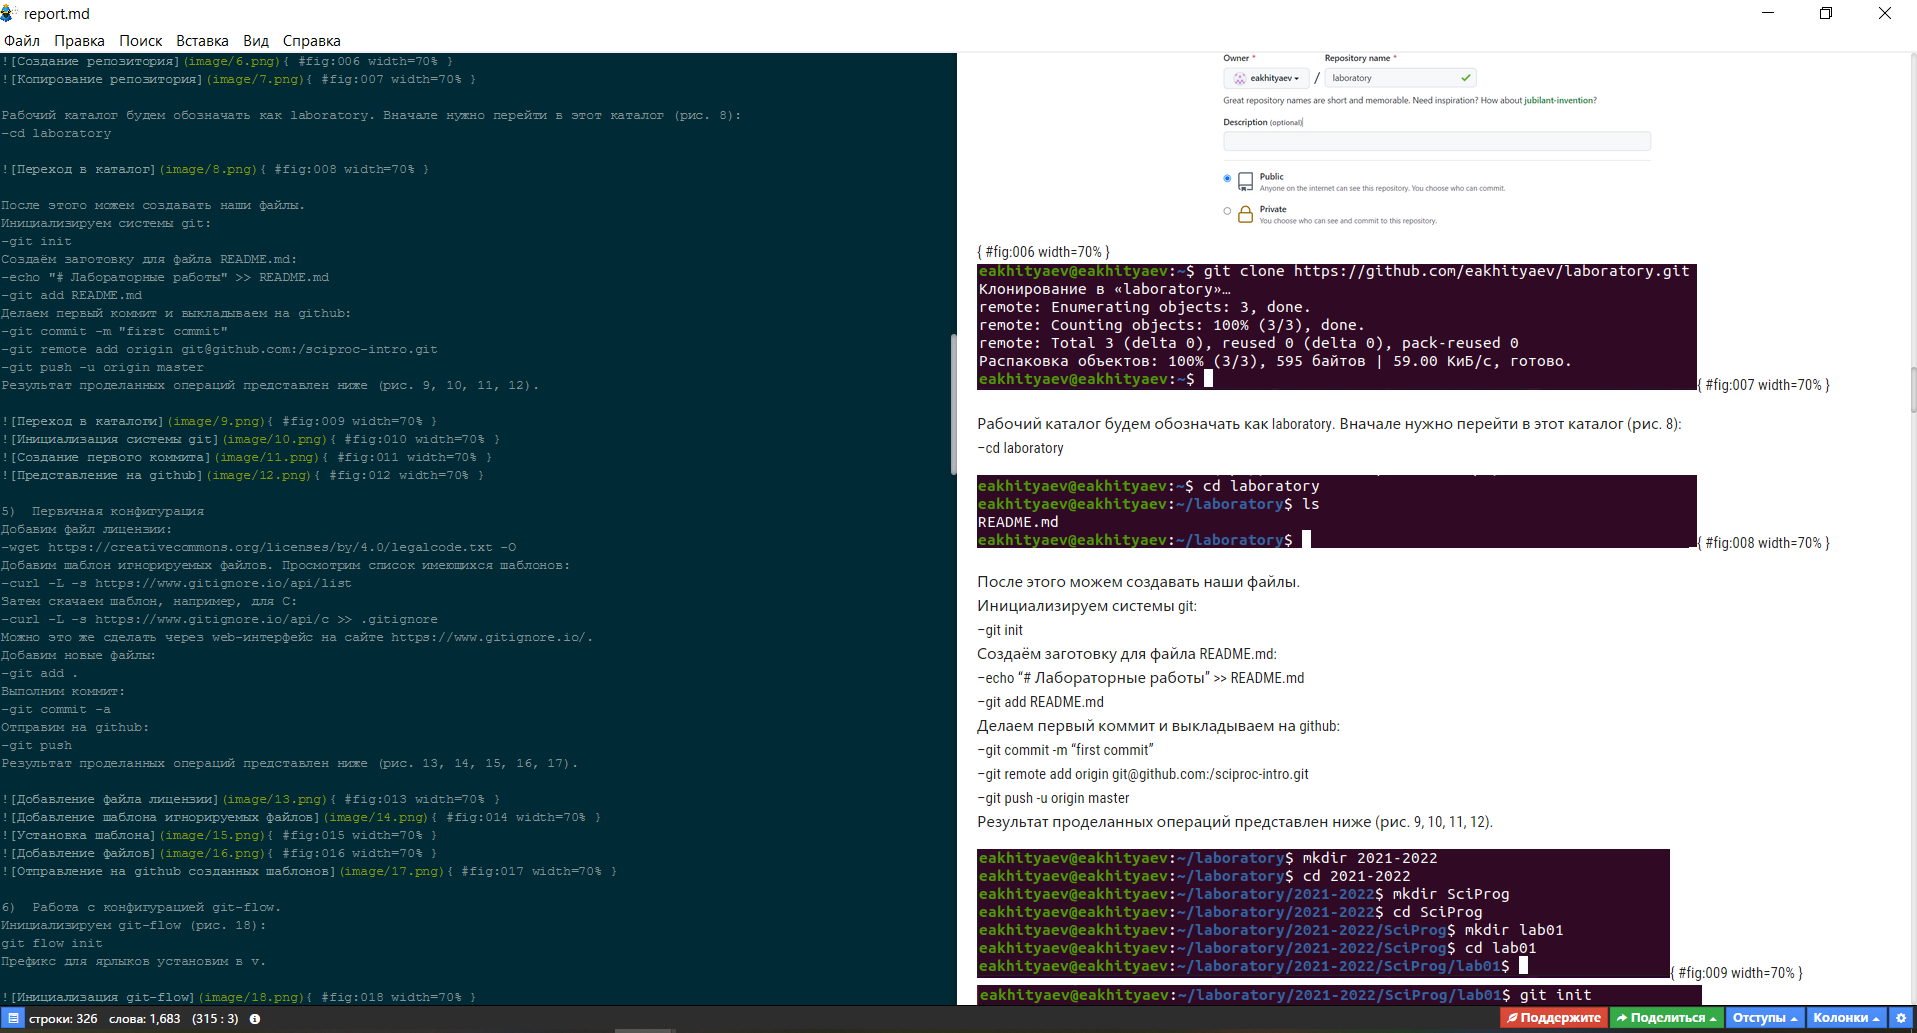 report.md
Файл Правка Поиск Вставка Вид Справка
![Создание репозитория](image/6.png){ #fig:006 width=70% }
![Копирование репозитория](image/7.png){ #fig:007 width=70% }
Рабочий каталог будем обозначать как laboratory. Вначале нужно перейти в этот каталог (рис. 8):
-cd laboratory
![Переход в каталог](image/8.png){ #fig:008 width=70% }
После этого можем создавать наши файлы.
Инициализируем системы git:
-git init
Создаём заготовку для файла README.md:
-echo "# Лабораторные работы" >> README.md
-git add README.md
Делаем первый коммит и выкладываем на github:
-git commit -m "first commit"
-git remote add origin git@github.com:/sciproc-intro.git
-git push -u origin master
Результат проделанных операций представлен ниже (рис. 9, 10, 11, 12).
![Переход в каталоги](image/9.png){ #fig:009 width=70% }
![Инициализация системы git](image/10.png){ #fig:010 width=70% }
![Создание первого коммита](image/11.png){ #fig:011 width=70% }
![Представление на github](image/12.png){ #fig:012 width=70% }
5) Первичная конфигурация
Добавим файл лицензии:
-wget https://creativecommons.org/licenses/by/4.0/legalcode.txt -O
Добавим шаблон игнорируемых файлов. Просмотрим список имеющихся шаблонов:
-curl -L -s https://www.gitignore.io/api/list
Затем скачаем шаблон, например, для C:
-curl -L -s https://www.gitignore.io/api/c >> .gitignore
Можно это же сделать через web-интерфейс на сайте https://www.gitignore.io/.
Добавим новые файлы:
-git add .
Выполним коммит:
-git commit -a
Отправим на github:
-git push
Результат проделанных операций представлен ниже (рис. 13, 14, 15, 16, 17).
![Добавление файла лицензии](image/13.png){ #fig:013 width=70% }
![Добавление шаблона игнорируемых файлов](image/14.png){ #fig:014 width=70% }
![Установка шаблона](image/15.png){ #fig:015 width=70% }
![Добавление файлов](image/16.png){ #fig:016 width=70% }
![Отправление на github созданных шаблонов](image/17.png){ #fig:017 width=70% }
6) Работа с конфигурацией git-flow.
Инициализируем git-flow (рис. 18):
git flow init
Префикс для ярлыков установим в v.
![Инициализация git-flow](image/18.png){ #fig:018 width=70% }
Owner * Repository name *
eakhityaev / laboratory
Great repository names are short and memorable. Need inspiration? How about jubilant-invention?
Description (optional)
Public
Anyone on the internet can see this repository. You choose who can commit.
Private
You choose who can see and commit to this repository.
{ #fig:006 width=70% }
eakhityaev@eakhityaev:~$ git clone https://github.com/eakhityaev/laboratory.git
Клонирование в «laboratory»…
remote: Enumerating objects: 3, done.
remote: Counting objects: 100% (3/3), done.
remote: Total 3 (delta 0), reused 0 (delta 0), pack-reused 0
Распаковка объектов: 100% (3/3), 595 байтов | 59.00 КиБ/с, готово.
eakhityaev@eakhityaev:~$
{ #fig:007 width=70% }
Рабочий каталог будем обозначать как laboratory. Вначале нужно перейти в этот каталог (рис. 8):
-cd laboratory
eakhityaev@eakhityaev:~$ cd laboratory
eakhityaev@eakhityaev:~/laboratory$ ls
README.md
eakhityaev@eakhityaev:~/laboratory$
{ #fig:008 width=70% }
После этого можем создавать наши файлы.
Инициализируем системы git:
-git init
Создаём заготовку для файла README.md:
-echo “# Лабораторные работы” >> README.md
-git add README.md
Делаем первый коммит и выкладываем на github:
-git commit -m “first commit”
-git remote add origin git@github.com:/sciproc-intro.git
-git push -u origin master
Результат проделанных операций представлен ниже (рис. 9, 10, 11, 12).
eakhityaev@eakhityaev:~/laboratory$ mkdir 2021-2022
eakhityaev@eakhityaev:~/laboratory$ cd 2021-2022
eakhityaev@eakhityaev:~/laboratory/2021-2022$ mkdir SciProg
eakhityaev@eakhityaev:~/laboratory/2021-2022$ cd SciProg
eakhityaev@eakhityaev:~/laboratory/2021-2022/SciProg$ mkdir lab01
eakhityaev@eakhityaev:~/laboratory/2021-2022/SciProg$ cd lab01
eakhityaev@eakhityaev:~/laboratory/2021-2022/SciProg/lab01$
{ #fig:009 width=70% }
eakhityaev@eakhityaev:~/laboratory/2021-2022/SciProg/lab01$ git init
строки: 326 слова: 1,683 (315 : 3)
Поддержите Поделиться Отступы Колонки